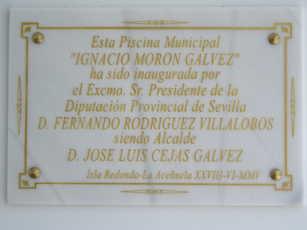 Esta Piscina Municipal
"IGNACIO MORON GALVEZ"
ha sido inaugurada por
el Excmo. Sr. Presidente de la
Diputación Provincial de Sevilla
D. FERNANDO RODRIGUEZ VILLALOBOS
siendo Alcalde
D. JOSE LUIS CEJAS GALVEZ
Isla Redonda-La Aceñuela XXVIII-VI-MMV